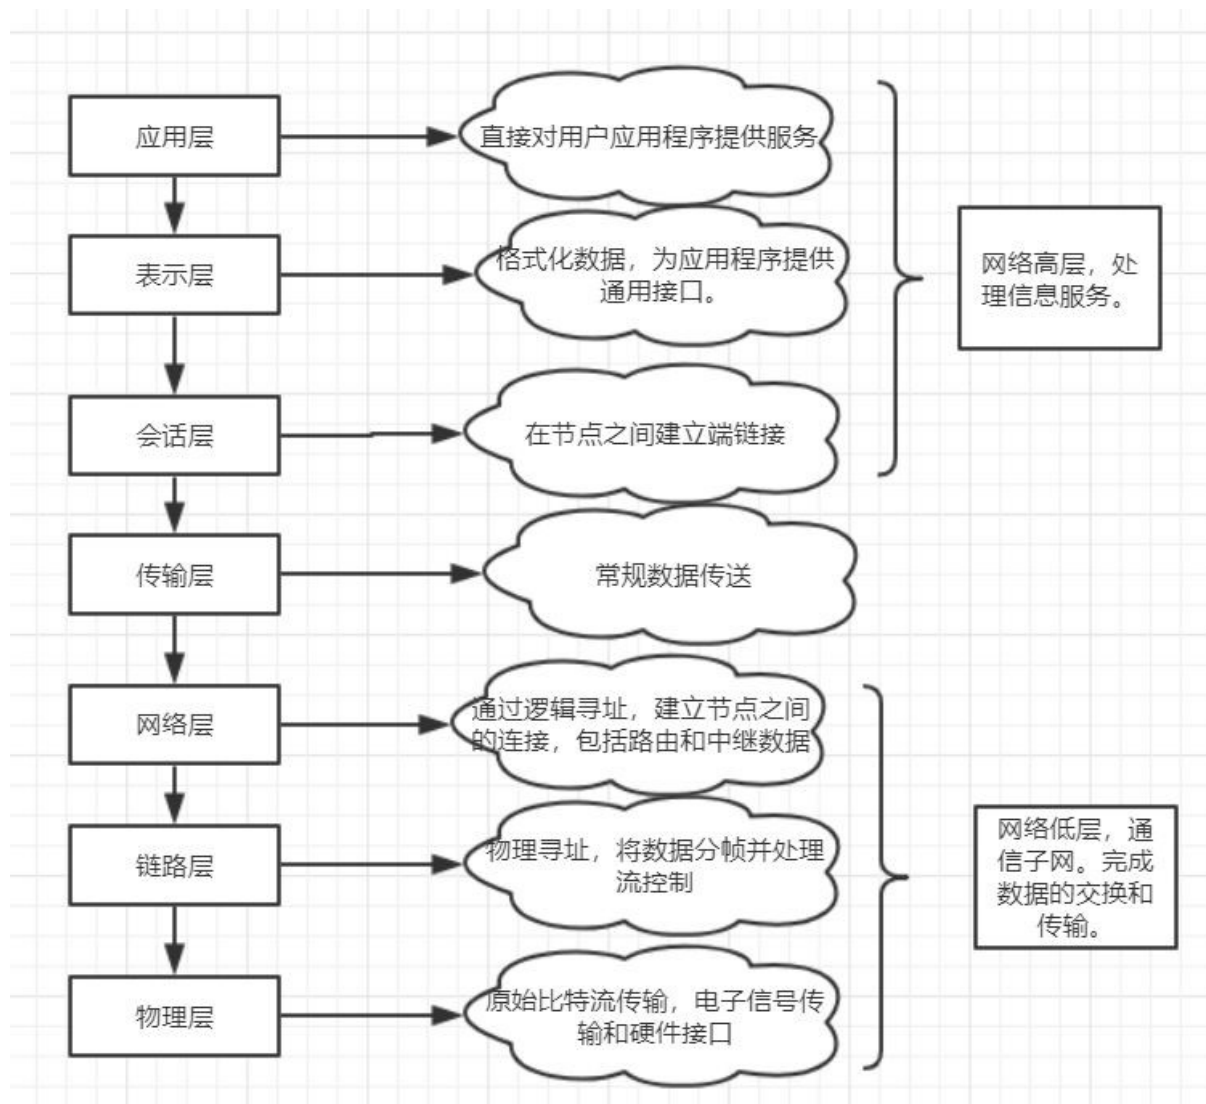 应用层
直接对用户应用程序提供服务
表示层
格式化数据，为应用程序提供
通用接口。
网络高层，处
理信息服务。
会话层
在节点之间建立端链接
传输层
常规数据传送
网络层
通过逻辑寻址，建立节点之间
的连接，包括路由和中继数据
链路层
物理寻址，将数据分帧并处理
流控制
网络低层，通
信子网。完成
数据的交换和
传输。
物理层
原始比特流传输，电子信号传
输和硬件接口